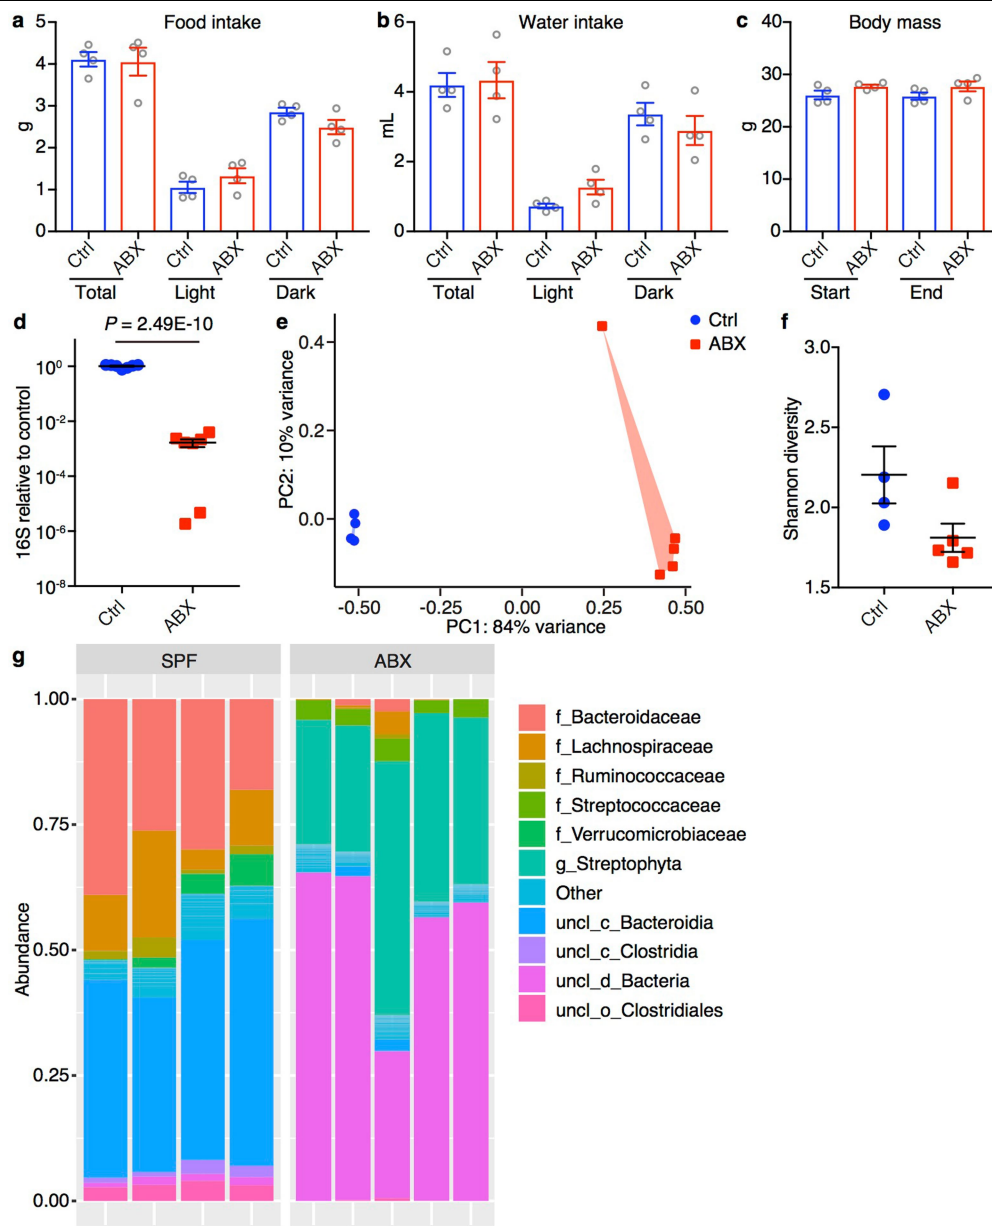 a Food intake
5
4
3
2
1
0
g
Ctrl ABX Ctrl ABX Ctrl ABX
Total Light Dark
b Water intake
6
4
2
0
mL
Ctrl ABX Ctrl ABX Ctrl ABX
Total Light Dark
c Body mass
40
30
20
10
0
g
Ctrl ABX Ctrl ABX
Start End
d
P = 2.49E-10
16S relative to control
10⁰
10⁻²
10⁻⁴
10⁻⁶
10⁻⁸
Ctrl ABX
e
Ctrl
ABX
PC2: 10% variance
0.4
0.2
0.0
-0.50 -0.25 0.00 0.25 0.50
PC1: 84% variance
f
Shannon diversity
3.0
2.5
2.0
1.5
Ctrl ABX
g
SPF ABX
Abundance
1.00
0.75
0.50
0.25
0.00
f_Bacteroidaceae
f_Lachnospiraceae
f_Ruminococcaceae
f_Streptococcaceae
f_Verrucomicrobiaceae
g_Streptophyta
Other
uncl_c_Bacteroidia
uncl_c_Clostridia
uncl_d_Bacteria
uncl_o_Clostridiales